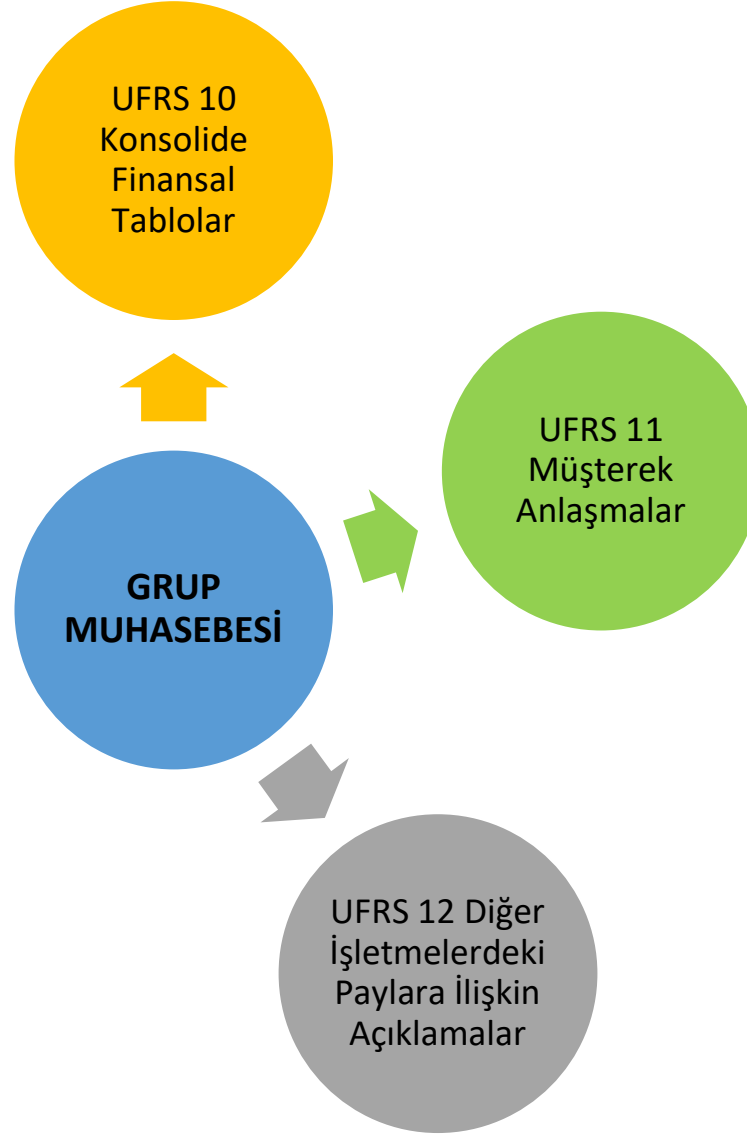 UFRS 10
Konsolide
Finansal
Tablolar
UFRS 11
Müşterek
Anlaşmalar
GRUP
MUHASEBESİ
UFRS 12 Diğer
İşletmelerdeki
Paylara İlişkin
Açıklamalar